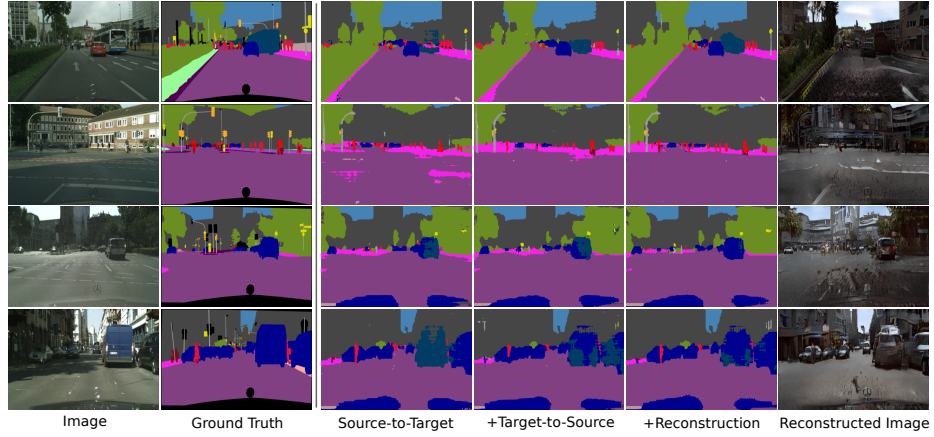 Image
Ground Truth
Source-to-Target
+Target-to-Source
+Reconstruction
Reconstructed Image